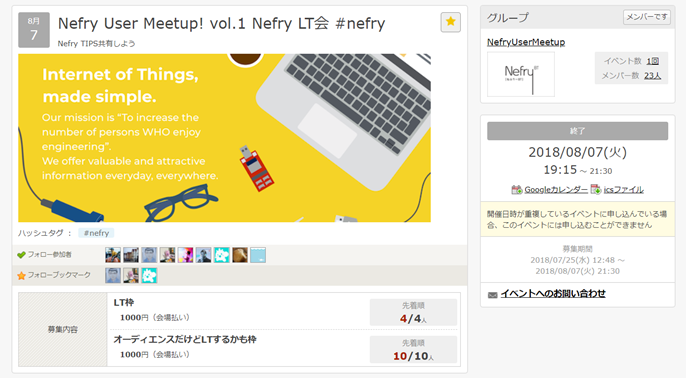 8月
7
Nefry User Meetup! vol.1 Nefry LT会 #nefry
Nefry TIPS共有しよう
Internet of Things,
made simple.
Our mission is "To increase the
number of persons WHO enjoy
engineering".
We offer valuable and attractive
information everyday, everywhere.
ハッシュタグ ： #nefry
フォロー参加者
フォローブックマーク
募集内容
LT枠
1000円（会場払い）
先着順
4/4人
オーディエンスだけどLTするかも枠
1000円（会場払い）
先着順
10/10人
グループ
メンバーです
NefryUserMeetup
Nefry
イベント数 1回
メンバー数 23人
終了
2018/08/07(火)
19:15 ～ 21:30
Googleカレンダー icsファイル
開催日時が重複しているイベントに申し込んでいる場
合、このイベントには申し込むことができません
募集期間
2018/07/25(水) 12:48 ～
2018/08/07(火) 21:30
イベントへのお問い合わせ